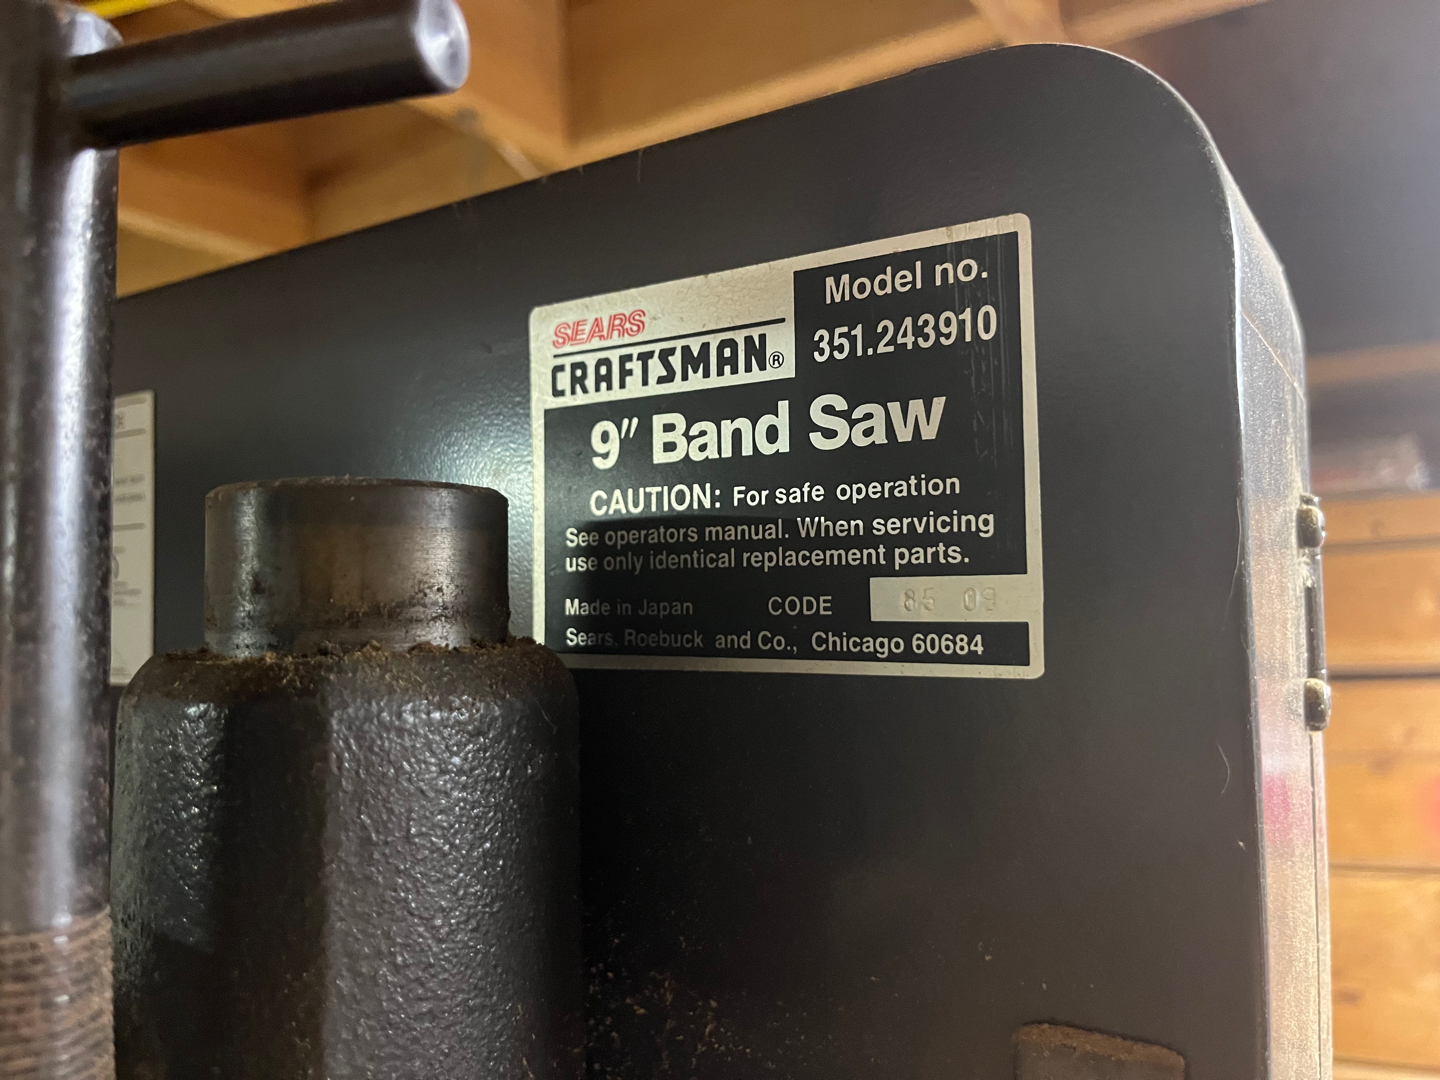 SEARS
CRAFTSMAN®
Model no.
351.243910
9" Band Saw
CAUTION: For safe operation
See operators manual. When servicing
use only identical replacement parts.
Made in Japan CODE 85 09
Sears, Roebuck and Co., Chicago 60684